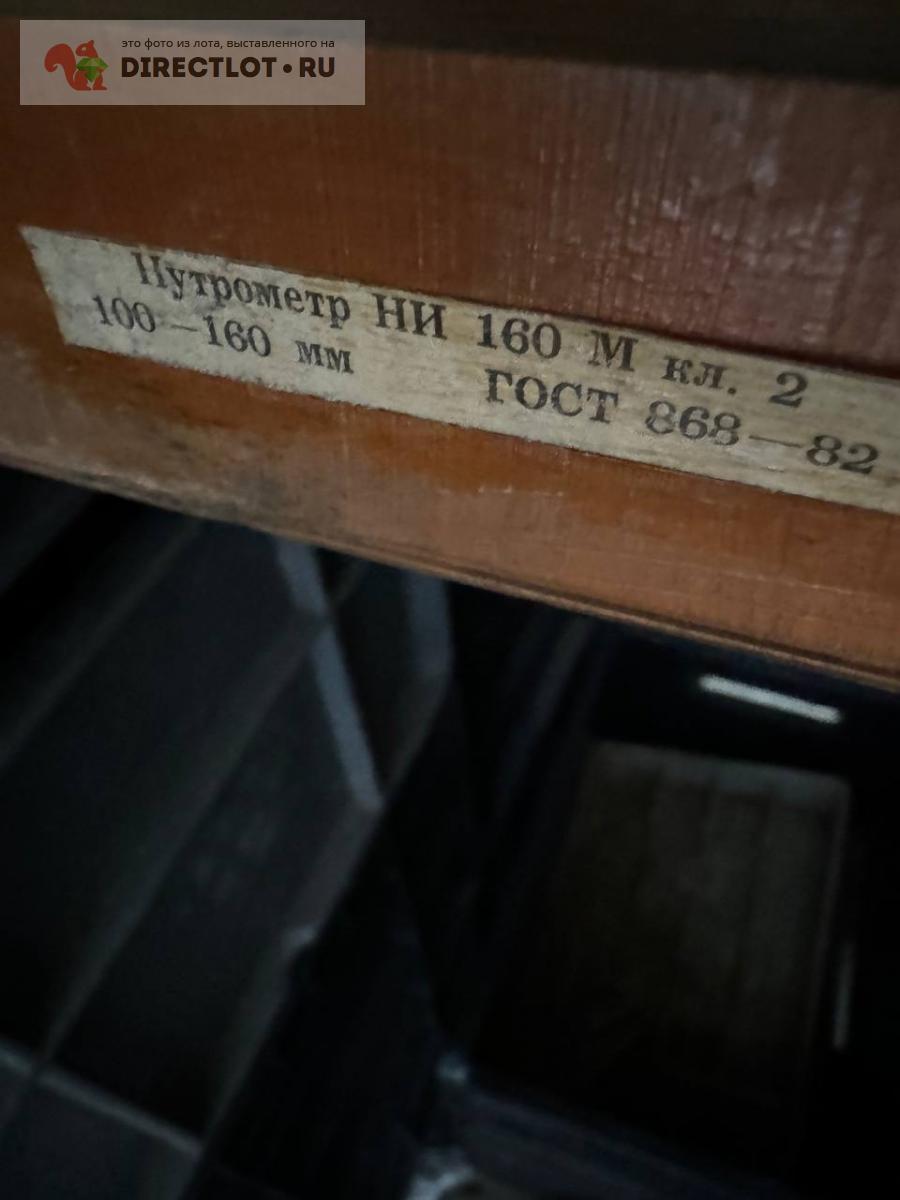 это фото из лота, выставленного на
DIRECTLOT•RU
Нутрометр НИ 160 М кл. 2
100—160 мм ГОСТ 868—82